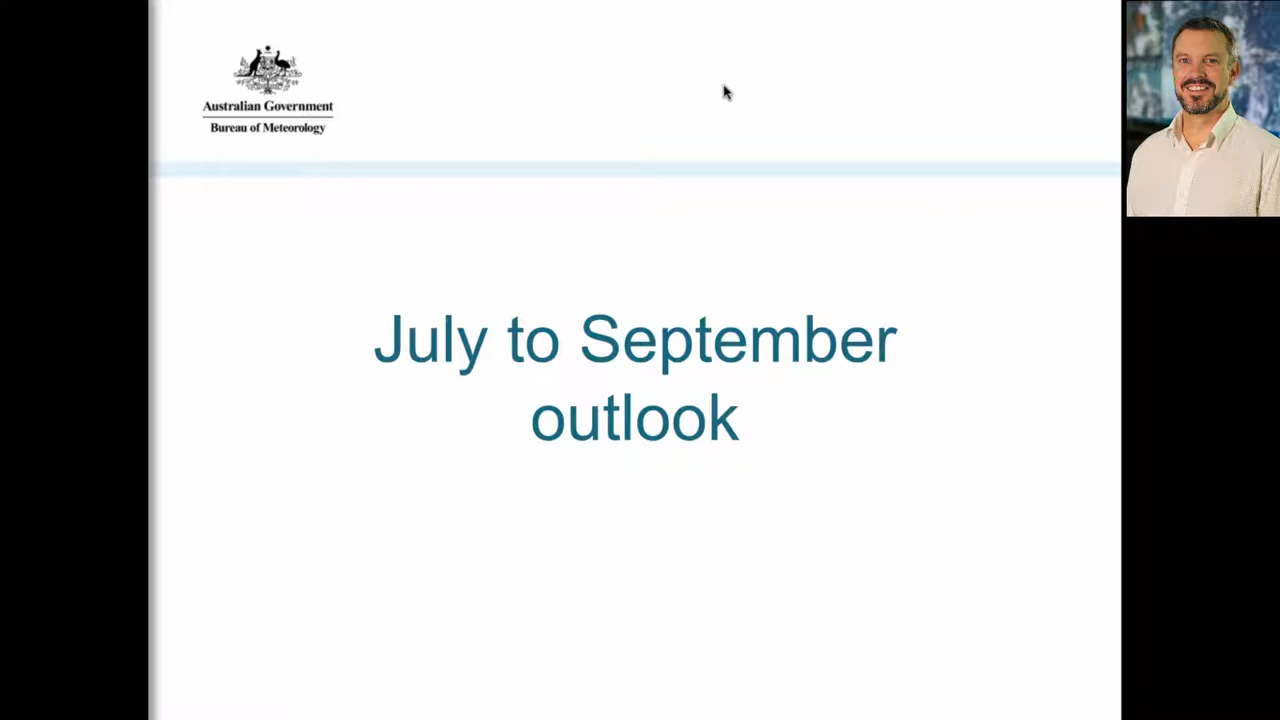 Australian Government
Bureau of Meteorology
July to September
outlook